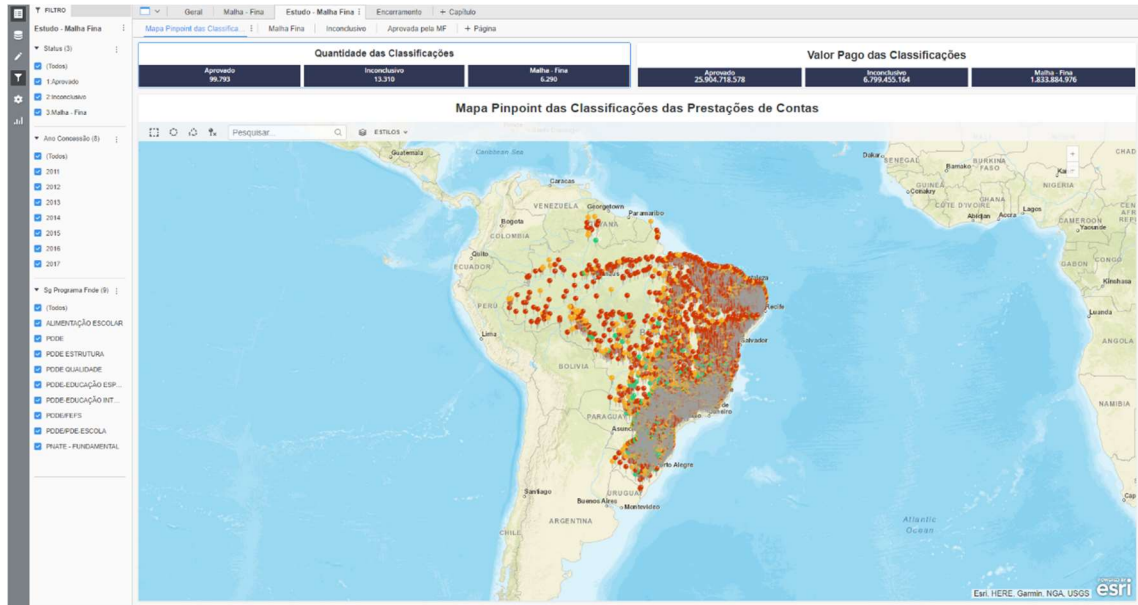 FILTRO
Geral Malha - Fina Estudo - Malha Fina Encerramento + Capítulo
Estudo - Malha Fina
Mapa Pinpoint das Classifica... Malha Fina Inconclusivo Aprovada pela MF + Página
Status (3)
(Todos)
1.Aprovado
2.Inconclusivo
3.Malha - Fina
Ano Concessão (8)
(Todos)
2011
2012
2013
2014
2015
2016
2017
Sg Programa Fnde (9)
(Todos)
ALIMENTAÇÃO ESCOLAR
PDDE
PDDE ESTRUTURA
PDDE QUALIDADE
PDDE-EDUCAÇÃO ESP...
PDDE-EDUCAÇÃO INT...
PDDE/FEFS
PDDE/PDE-ESCOLA
PNATE - FUNDAMENTAL
Quantidade das Classificações
Aprovado Inconclusivo Malha - Fina
99.793 13.310 6.290
Valor Pago das Classificações
Aprovado Inconclusivo Malha - Fina
25.904.718.578 6.799.455.164 1.833.884.976
Mapa Pinpoint das Classificações das Prestações de Contas
Pesquisar... ESTILOS
Guatemala
Caribbean Sea
Caracas
VENEZUELA
Georgetown
Paramaribo
Bogota
COLOMBIA
Quito
ECUADOR
PERU
Lima
BOLIVIA
Recife
Salvador
PARAGUAY
Porto Alegre
Santiago
URUGUAY
Buenos Aires
Montevideo
ARGENTINA
CHILE
Dakar
SENEGAL
Bamako
BURKINA
FASO
CHAD
GUINEA
Conakry
GHANA
COTE D'IVOIRE
Abidjan
Accra
Lagos
NIGERIA
CAMEROON
Yaounde
GABON
CONGO
Kinshasa
Luanda
ANGOLA
NAMIBIA
Cap
Atlantic
Ocean
Esri, HERE, Garmin, NGA, USGS
esri